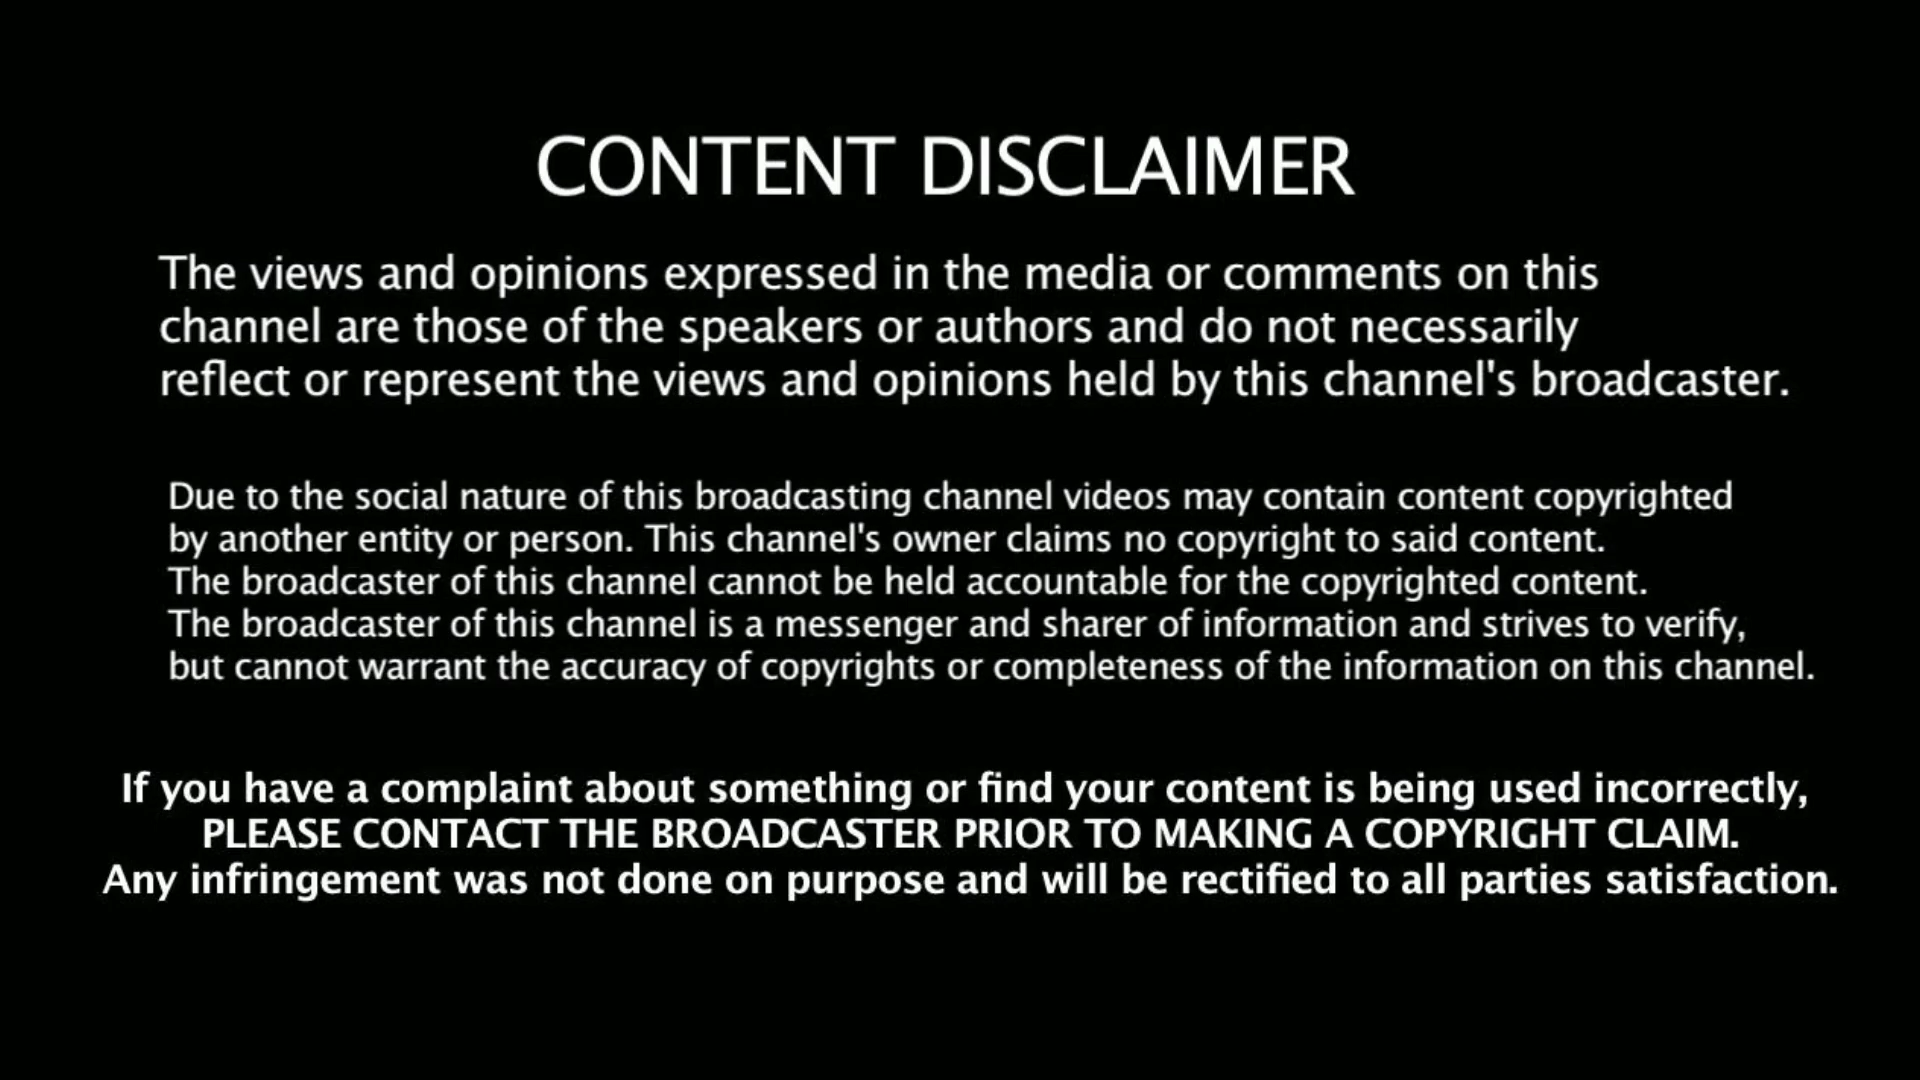 CONTENT DISCLAIMER
The views and opinions expressed in the media or comments on this
channel are those of the speakers or authors and do not necessarily
reflect or represent the views and opinions held by this channel's broadcaster.
Due to the social nature of this broadcasting channel videos may contain content copyrighted
by another entity or person. This channel's owner claims no copyright to said content.
The broadcaster of this channel cannot be held accountable for the copyrighted content.
The broadcaster of this channel is a messenger and sharer of information and strives to verify,
but cannot warrant the accuracy of copyrights or completeness of the information on this channel.
If you have a complaint about something or find your content is being used incorrectly,
PLEASE CONTACT THE BROADCASTER PRIOR TO MAKING A COPYRIGHT CLAIM.
Any infringement was not done on purpose and will be rectified to all parties satisfaction.